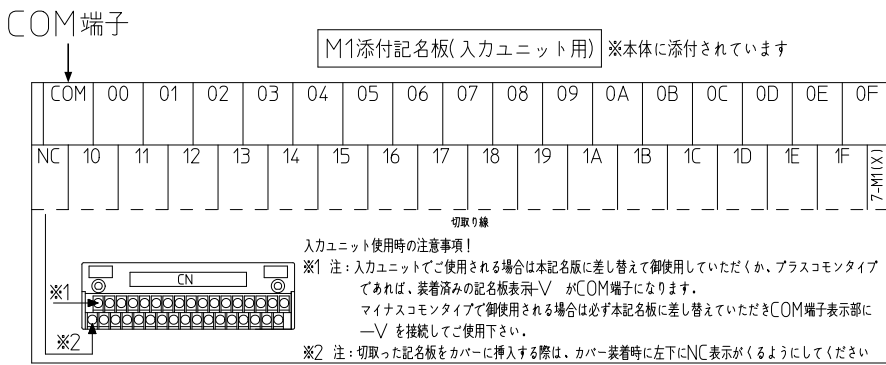 COM端子
M1添付記名板(入力ユニット用) ※本体に添付されています
COM 00 01 02 03 04 05 06 07 08 09 0A 0B 0C 0D 0E 0F
NC 10 11 12 13 14 15 16 17 18 19 1A 1B 1C 1D 1E 1F 7-M1(X)
切取り線
入力ユニット使用時の注意事項!
※1 注:入力ユニットでご使用される場合は本記名版に差し替えて御使用していただくか、プラスコモンタイプ
であれば、装着済みの記名板表示+V がCOM端子になります。
マイナスコモンタイプで御使用される場合は必ず本記名板に差し替えていただきCOM端子表示部に
—V を接続してご使用下さい。
※2 注:切取った記名板をカバーに挿入する際は、カバー装着時に左下にNC表示がくるようにしてください
CN
※1
※2